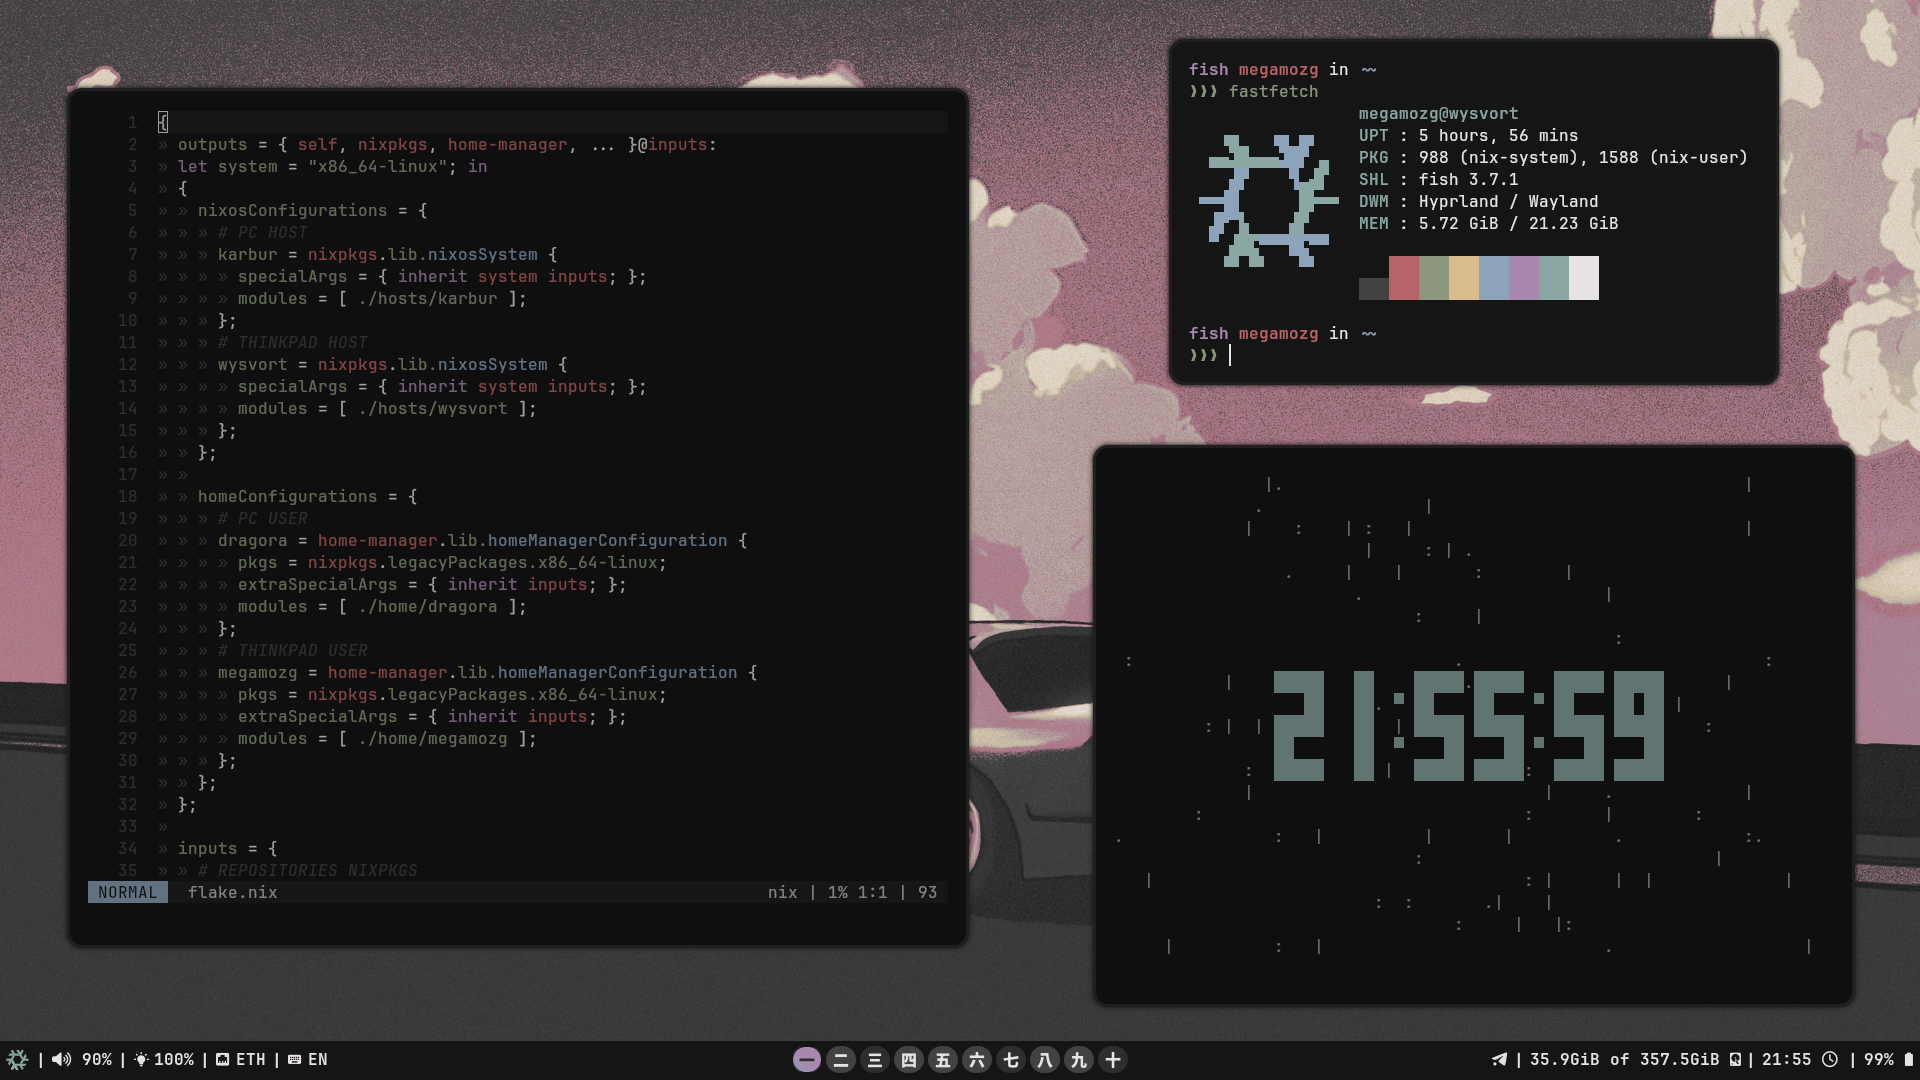 1 {
2 » outputs = { self, nixpkgs, home-manager, ... }@inputs:
3 » let system = "x86_64-linux"; in
4 » {
5 » » nixosConfigurations = {
6 » » » # PC HOST
7 » » » karbur = nixpkgs.lib.nixosSystem {
8 » » » » specialArgs = { inherit system inputs; };
9 » » » » modules = [ ./hosts/karbur ];
10 » » » };
11 » » » # THINKPAD HOST
12 » » » wysvort = nixpkgs.lib.nixosSystem {
13 » » » » specialArgs = { inherit system inputs; };
14 » » » » modules = [ ./hosts/wysvort ];
15 » » » };
16 » » };
17 » »
18 » » homeConfigurations = {
19 » » » # PC USER
20 » » » dragora = home-manager.lib.homeManagerConfiguration {
21 » » » » pkgs = nixpkgs.legacyPackages.x86_64-linux;
22 » » » » extraSpecialArgs = { inherit inputs; };
23 » » » » modules = [ ./home/dragora ];
24 » » » };
25 » » » # THINKPAD USER
26 » » » megamozg = home-manager.lib.homeManagerConfiguration {
27 » » » » pkgs = nixpkgs.legacyPackages.x86_64-linux;
28 » » » » extraSpecialArgs = { inherit inputs; };
29 » » » » modules = [ ./home/megamozg ];
30 » » » };
31 » » };
32 » };
33 »
34 » inputs = {
35 » » # REPOSITORIES NIXPKGS
NORMAL flake.nix nix | 1% 1:1 | 93
fish megamozg in ~~
❫❫❫ fastfetch
megamozg@wysvort
UPT : 5 hours, 56 mins
PKG : 988 (nix-system), 1588 (nix-user)
SHL : fish 3.7.1
DWM : Hyprland / Wayland
MEM : 5.72 GiB / 21.23 GiB
fish megamozg in ~~
❫❫❫
21:55:59
| 90% | 100% | ETH | EN
一 二 三 四 五 六 七 八 九 十
| 35.9GiB of 357.5GiB | 21:55 | 99%